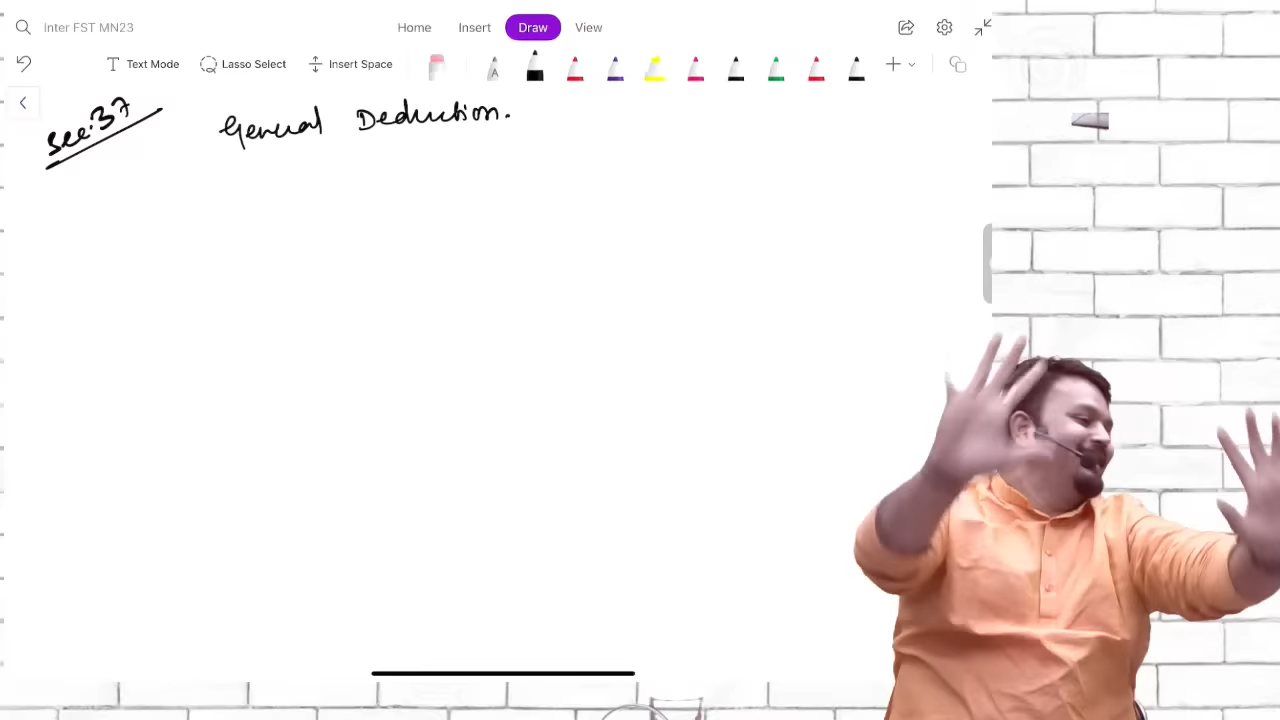 Inter FST MN23
Home Insert Draw View
Text Mode Lasso Select Insert Space
A
Sec.37 General Deduction.